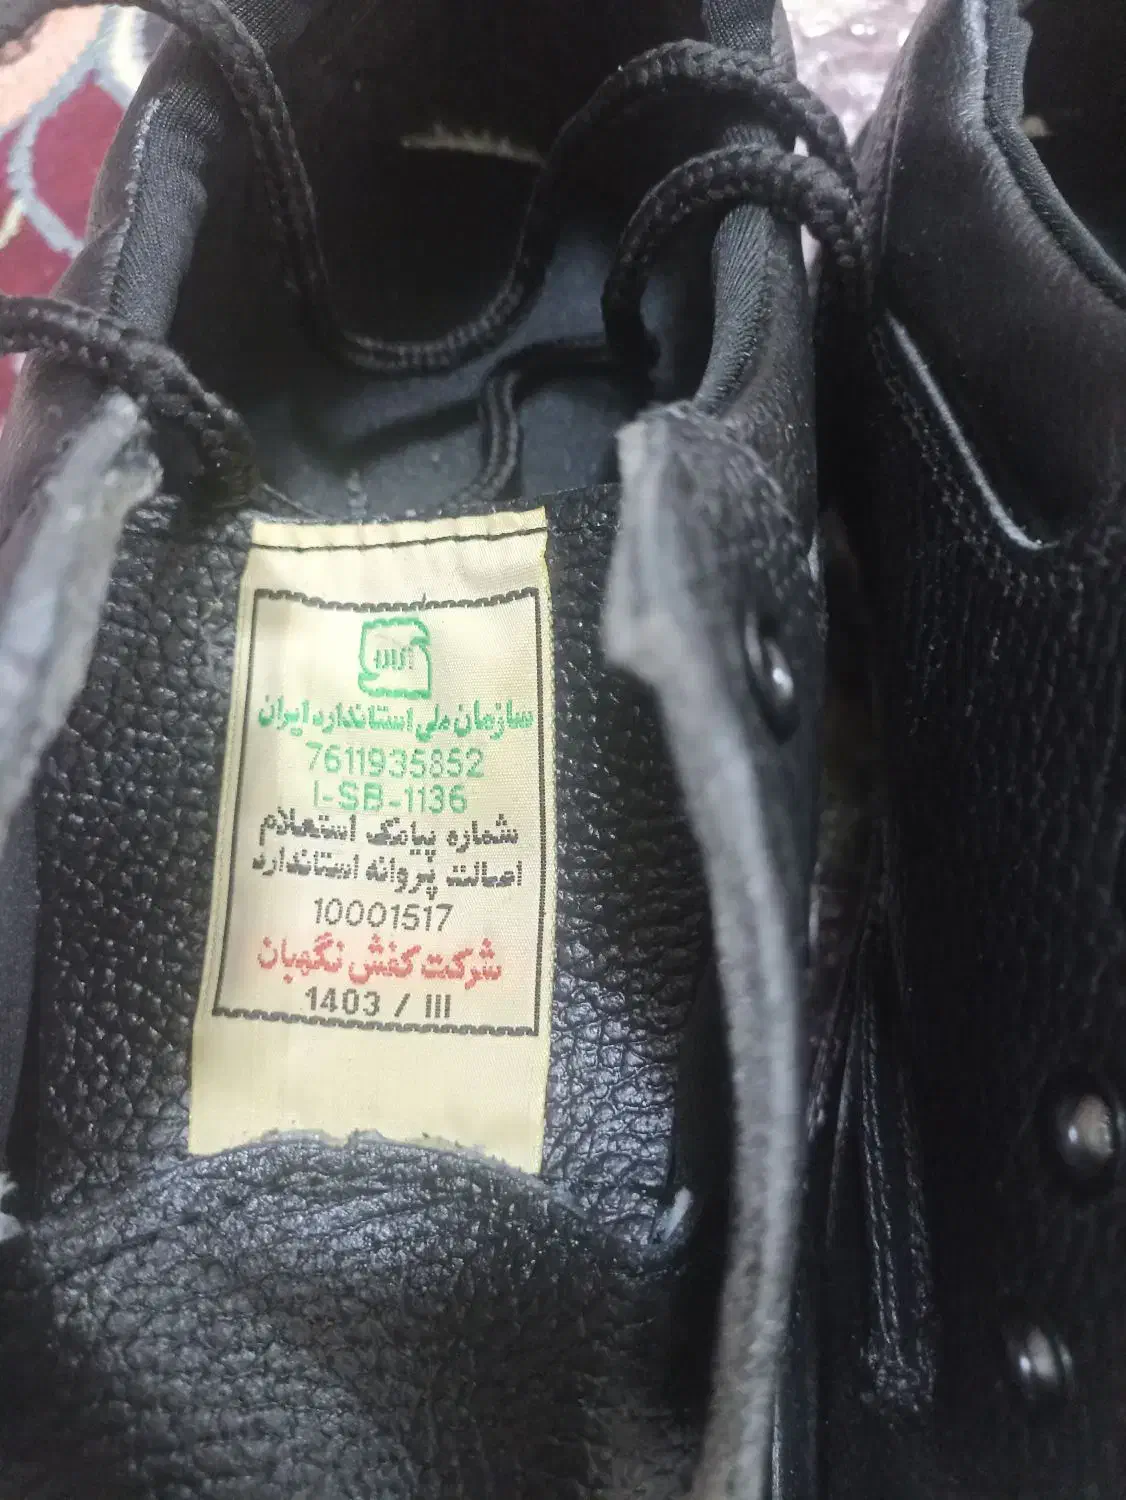 سازمان ملی استاندارد ایران
7611935852
I-SB-1136
شماره پیامک استعلام
اصالت پروانه استاندارد
10001517
شرکت کفش نگهبان
1403 / III